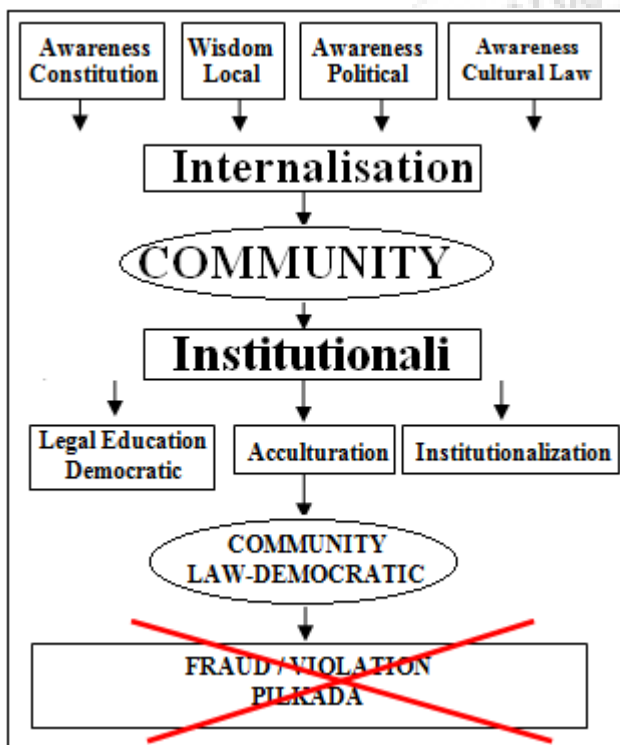 Awareness
Constitution
Wisdom
Local
Awareness
Political
Awareness
Cultural Law
Internalisation
COMMUNITY
Institutionali
Legal Education
Democratic
Acculturation
Institutionalization
COMMUNITY
LAW-DEMOCRATIC
FRAUD / VIOLATION
PILKADA